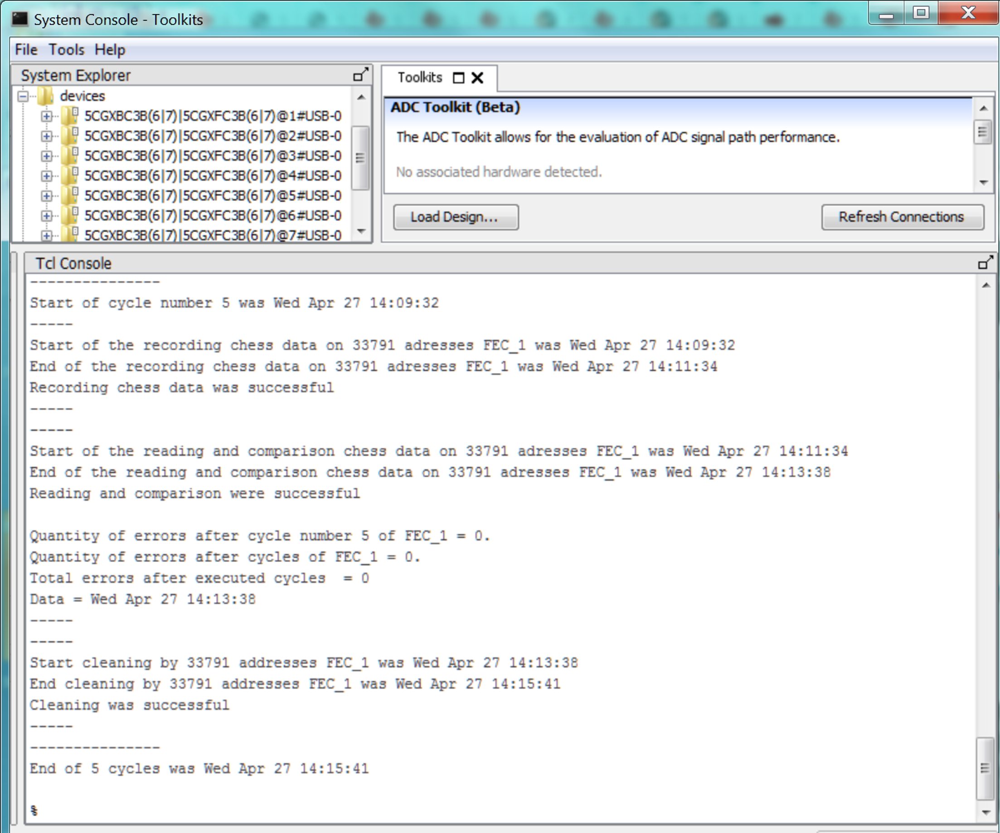 System Console - Toolkits
File Tools Help
System Explorer
devices
5CGXBC3B(6|7)|5CGXFC3B(6|7)@1#USB-0
5CGXBC3B(6|7)|5CGXFC3B(6|7)@2#USB-0
5CGXBC3B(6|7)|5CGXFC3B(6|7)@3#USB-0
5CGXBC3B(6|7)|5CGXFC3B(6|7)@4#USB-0
5CGXBC3B(6|7)|5CGXFC3B(6|7)@5#USB-0
5CGXBC3B(6|7)|5CGXFC3B(6|7)@6#USB-0
5CGXBC3B(6|7)|5CGXFC3B(6|7)@7#USB-0
Toolkits
ADC Toolkit (Beta)
The ADC Toolkit allows for the evaluation of ADC signal path performance.
No associated hardware detected.
Load Design...
Refresh Connections
Tcl Console
---------------
Start of cycle number 5 was Wed Apr 27 14:09:32
-----
Start of the recording chess data on 33791 adresses FEC_1 was Wed Apr 27 14:09:32
End of the recording chess data on 33791 adresses FEC_1 was Wed Apr 27 14:11:34
Recording chess data was successful
-----
-----
Start of the reading and comparison chess data on 33791 adresses FEC_1 was Wed Apr 27 14:11:34
End of the reading and comparison chess data on 33791 adresses FEC_1 was Wed Apr 27 14:13:38
Reading and comparison were successful
Quantity of errors after cycle number 5 of FEC_1 = 0.
Quantity of errors after cycles of FEC_1 = 0.
Total errors after executed cycles  = 0
Data = Wed Apr 27 14:13:38
-----
-----
Start cleaning by 33791 addresses FEC_1 was Wed Apr 27 14:13:38
End cleaning by 33791 addresses FEC_1 was Wed Apr 27 14:15:41
Cleaning was successful
-----
---------------
End of 5 cycles was Wed Apr 27 14:15:41
%